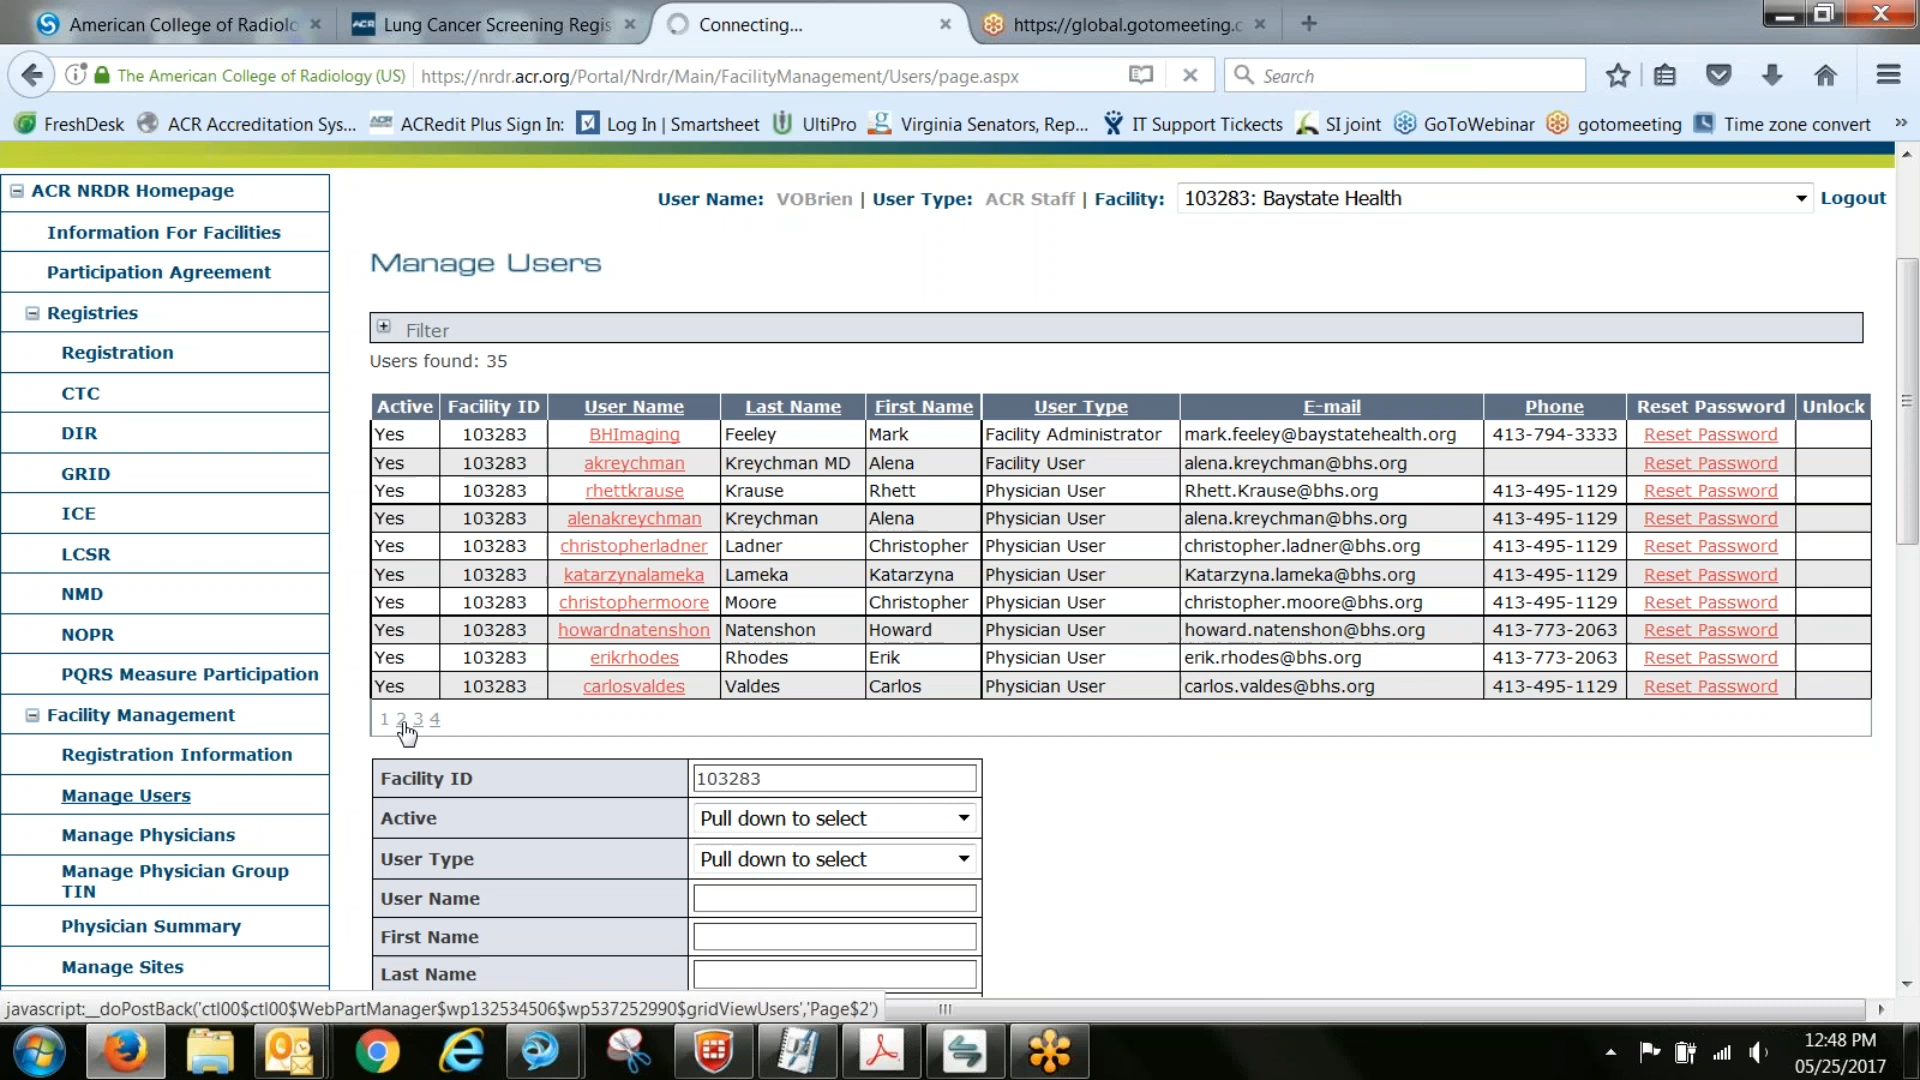 American College of Radiolo
Lung Cancer Screening Regis
Connecting...
https://global.gotomeeting.c
The American College of Radiology (US)
https://nrdr.acr.org/Portal/Nrdr/Main/FacilityManagement/Users/page.aspx
Search
FreshDesk
ACR Accreditation Sys...
ACRedit Plus Sign In:
Log In | Smartsheet
UltiPro
Virginia Senators, Rep...
IT Support Tickects
SI joint
GoToWebinar
gotomeeting
Time zone convert
User Name: VOBrien | User Type: ACR Staff | Facility: 103283: Baystate Health Logout
ACR NRDR Homepage
Information For Facilities
Participation Agreement
Registries
Registration
CTC
DIR
GRID
ICE
LCSR
NMD
NOPR
PQRS Measure Participation
Facility Management
Registration Information
Manage Users
Manage Physicians
Manage Physician Group
TIN
Physician Summary
Manage Sites
Manage Users
Filter
Users found: 35
Active Facility ID User Name Last Name First Name User Type E-mail Phone Reset Password Unlock
Yes 103283 BHImaging Feeley Mark Facility Administrator mark.feeley@baystatehealth.org 413-794-3333 Reset Password
Yes 103283 akreychman Kreychman MD Alena Facility User alena.kreychman@bhs.org Reset Password
Yes 103283 rhettkrause Krause Rhett Physician User Rhett.Krause@bhs.org 413-495-1129 Reset Password
Yes 103283 alenakreychman Kreychman Alena Physician User alena.kreychman@bhs.org 413-495-1129 Reset Password
Yes 103283 christopherladner Ladner Christopher Physician User christopher.ladner@bhs.org 413-495-1129 Reset Password
Yes 103283 katarzynalameka Lameka Katarzyna Physician User Katarzyna.lameka@bhs.org 413-495-1129 Reset Password
Yes 103283 christophermoore Moore Christopher Physician User christopher.moore@bhs.org 413-495-1129 Reset Password
Yes 103283 howardnatenshon Natenshon Howard Physician User howard.natenshon@bhs.org 413-773-2063 Reset Password
Yes 103283 erikrhodes Rhodes Erik Physician User erik.rhodes@bhs.org 413-773-2063 Reset Password
Yes 103283 carlosvaldes Valdes Carlos Physician User carlos.valdes@bhs.org 413-495-1129 Reset Password
1 2 3 4
Facility ID 103283
Active Pull down to select
User Type Pull down to select
User Name
First Name
Last Name
javascript:__doPostBack('ctl00$ctl00$WebPartManager$wp132534506$wp537252990$gridViewUsers','Page$2')
12:48 PM
05/25/2017